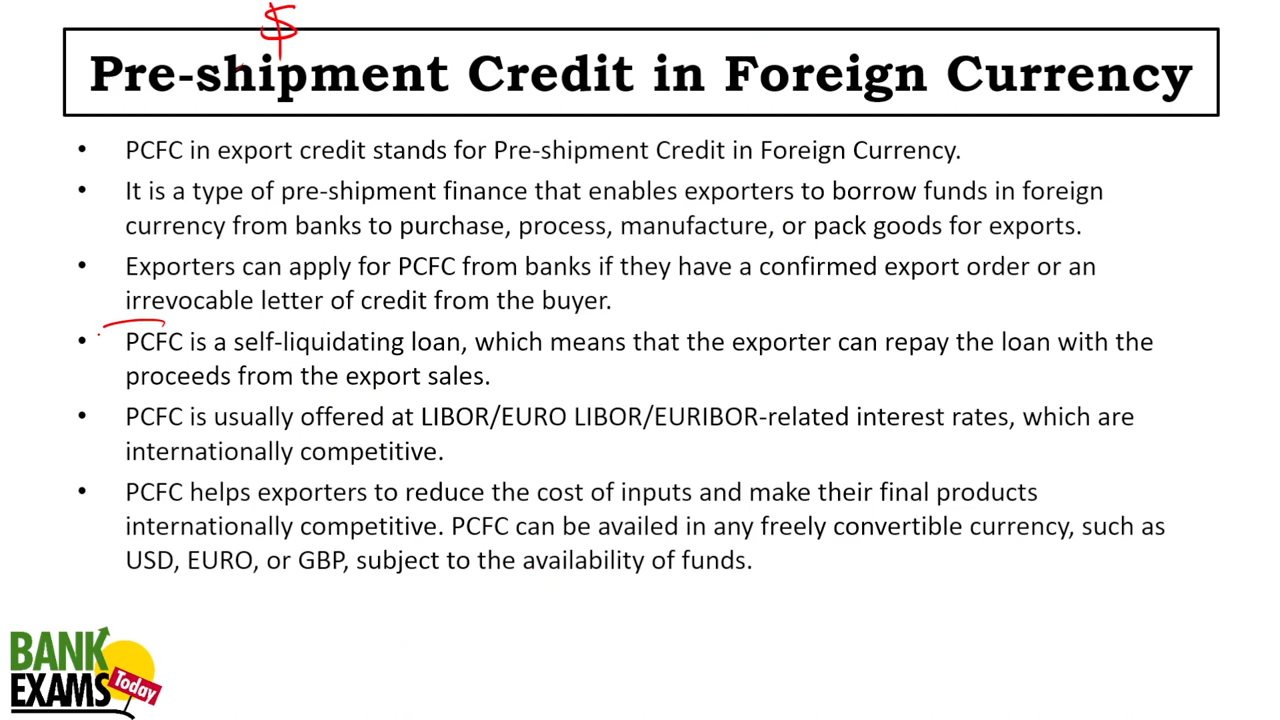 $
Pre-shipment Credit in Foreign Currency
• PCFC in export credit stands for Pre-shipment Credit in Foreign Currency.
• It is a type of pre-shipment finance that enables exporters to borrow funds in foreign
currency from banks to purchase, process, manufacture, or pack goods for exports.
• Exporters can apply for PCFC from banks if they have a confirmed export order or an
irrevocable letter of credit from the buyer.
• PCFC is a self-liquidating loan, which means that the exporter can repay the loan with the
proceeds from the export sales.
• PCFC is usually offered at LIBOR/EURO LIBOR/EURIBOR-related interest rates, which are
internationally competitive.
• PCFC helps exporters to reduce the cost of inputs and make their final products
internationally competitive. PCFC can be availed in any freely convertible currency, such as
USD, EURO, or GBP, subject to the availability of funds.
BANK
EXAMS Today